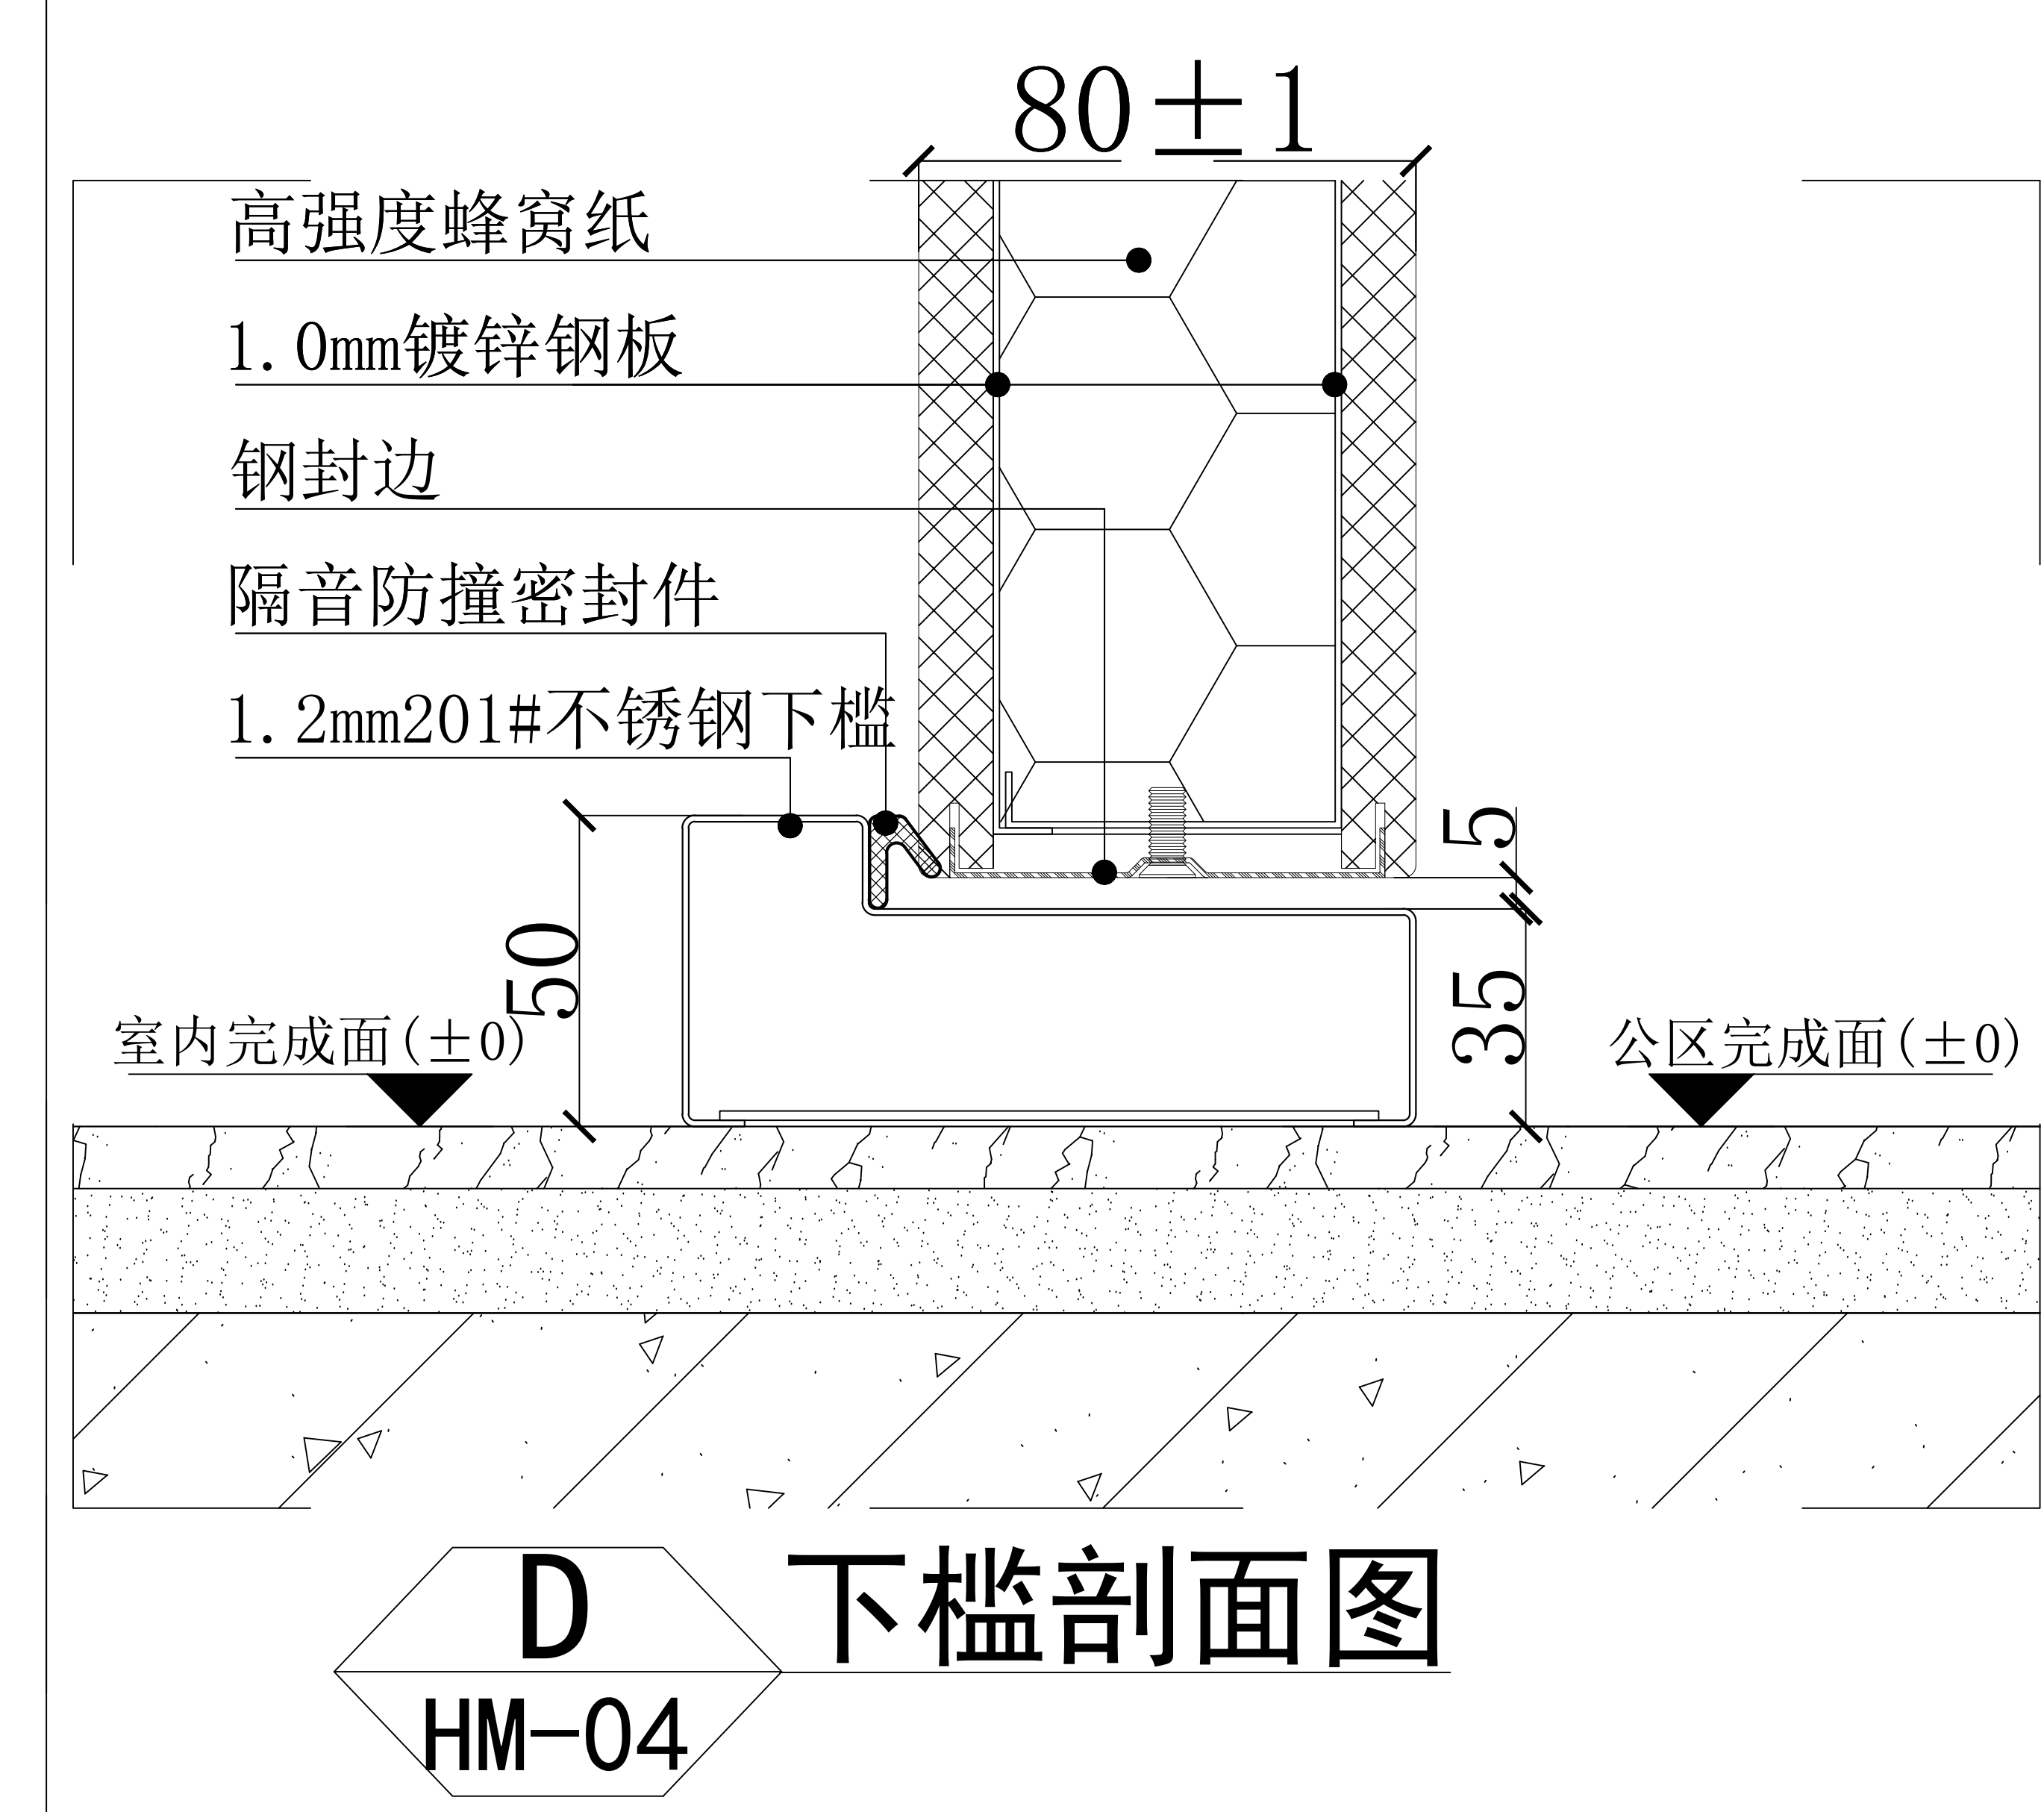 80±1
高强度蜂窝纸
1.0mm镀锌钢板
钢封边
隔音防撞密封件
1.2mm201#不锈钢下槛
5
50
35
室内完成面(±0)
公区完成面(±0)
D
下槛剖面图
HM-04